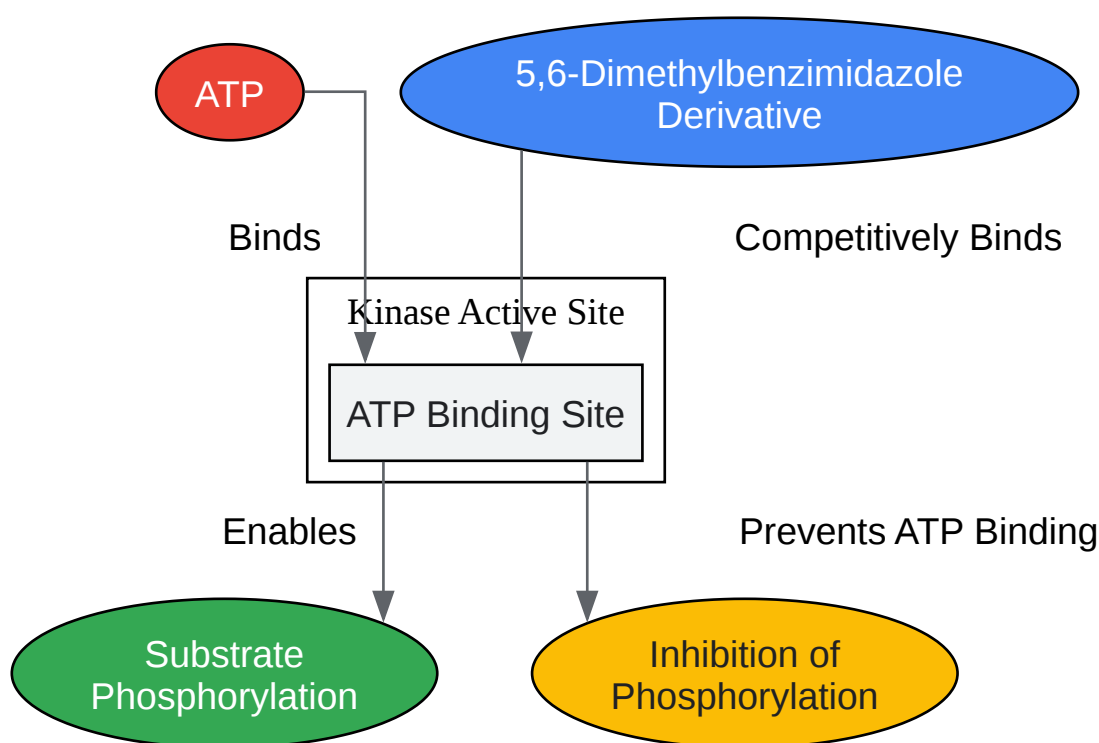 ATP
5,6-Dimethylbenzimidazole
Derivative
Binds
Competitively Binds
Kinase Active Site
ATP Binding Site
Enables
Prevents ATP Binding
Substrate
Phosphorylation
Inhibition of
Phosphorylation